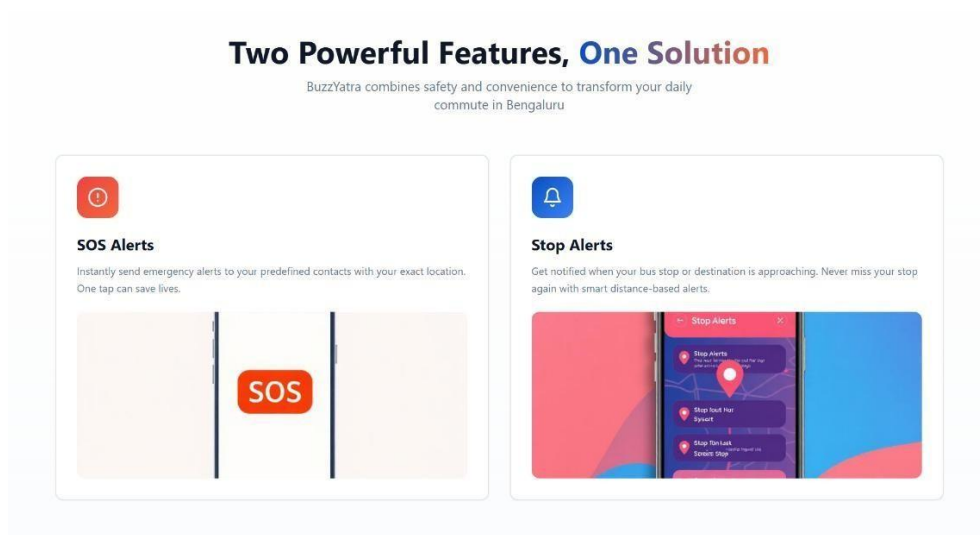 Two Powerful Features, One Solution
BuzzYatra combines safety and convenience to transform your daily
commute in Bengaluru
SOS Alerts
Instantly send emergency alerts to your predefined contacts with your exact location.
One tap can save lives.
SOS
Stop Alerts
Get notified when your bus stop or destination is approaching. Never miss your stop
again with smart distance-based alerts.
Stop Alerts
Stop Alerts
Stop
Stop
Stop